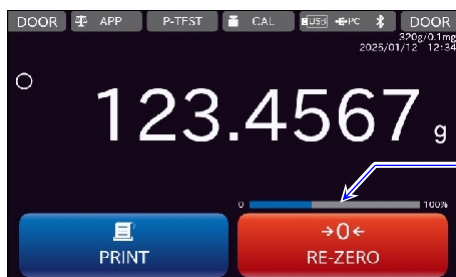 DOOR APP P-TEST CAL USB PC DOOR
320g/0.1mg
2025/01/12 12:34
123.4567 g
0 100%
→0←
PRINT RE-ZERO